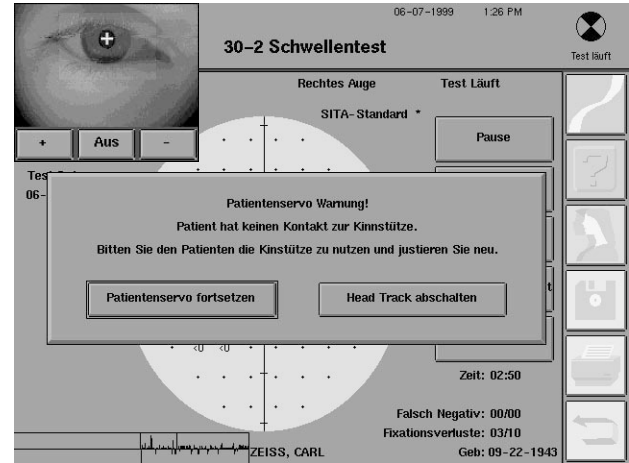 06-07-1999 1:26 PM
30-2 Schwellentest
Test läuft
Rechtes Auge Test Läuft
SITA-Standard *
+ Aus -
Pause
06-
Patientenservo Warnung!
Patient hat keinen Kontakt zur Kinnstütze.
Bitten Sie den Patienten die Kinstütze zu nutzen und justieren Sie neu.
Patientenservo fortsetzen
Head Track abschalten
t
<0 <0
Zeit: 02:50
Falsch Negativ: 00/00
Fixationsverluste: 03/10
ZEISS, CARL Geb: 09-22-1943